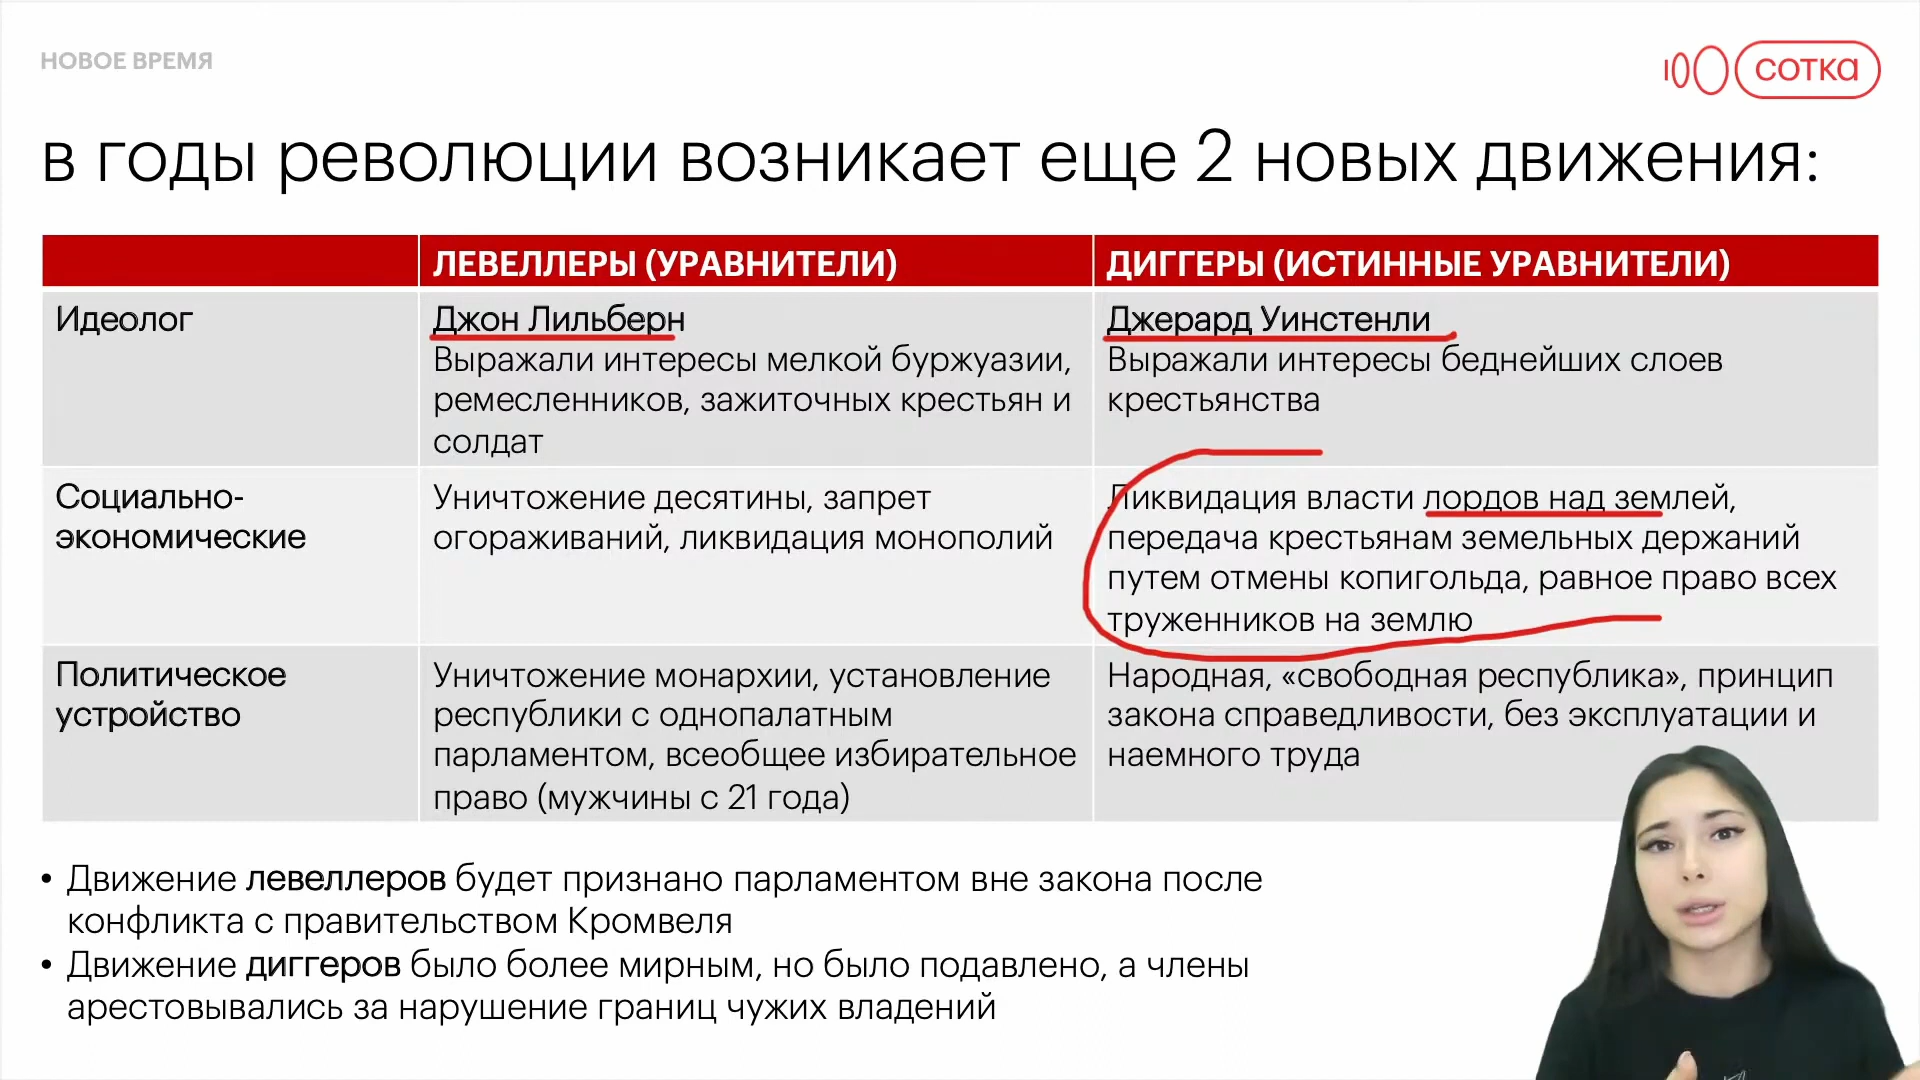 НОВОЕ ВРЕМЯ
100 сотка
в годы революции возникает еще 2 новых движения:
ЛЕВЕЛЛЕРЫ (УРАВНИТЕЛИ)
ДИГГЕРЫ (ИСТИННЫЕ УРАВНИТЕЛИ)
Идеолог
Джон Лильберн
Выражали интересы мелкой буржуазии,
ремесленников, зажиточных крестьян и
солдат
Джерард Уинстенли
Выражали интересы беднейших слоев
крестьянства
Социально-
экономические
Уничтожение десятины, запрет
огораживаний, ликвидация монополий
Ликвидация власти лордов над землей,
передача крестьянам земельных держаний
путем отмены копигольда, равное право всех
труженников на землю
Политическое
устройство
Уничтожение монархии, установление
республики с однопалатным
парламентом, всеобщее избирательное
право (мужчины с 21 года)
Народная, «свободная республика», принцип
закона справедливости, без эксплуатации и
наемного труда
• Движение левеллеров будет признано парламентом вне закона после
конфликта с правительством Кромвеля
• Движение диггеров было более мирным, но было подавлено, а члены
арестовывались за нарушение границ чужих владений